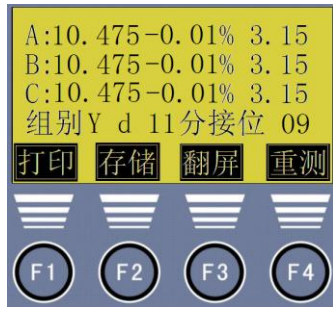 A:10.475-0.01% 3.15
B:10.475-0.01% 3.15
C:10.475-0.01% 3.15
组别Y d 11分接位 09
打印 存储 翻屏 重测
F1 F2 F3 F4